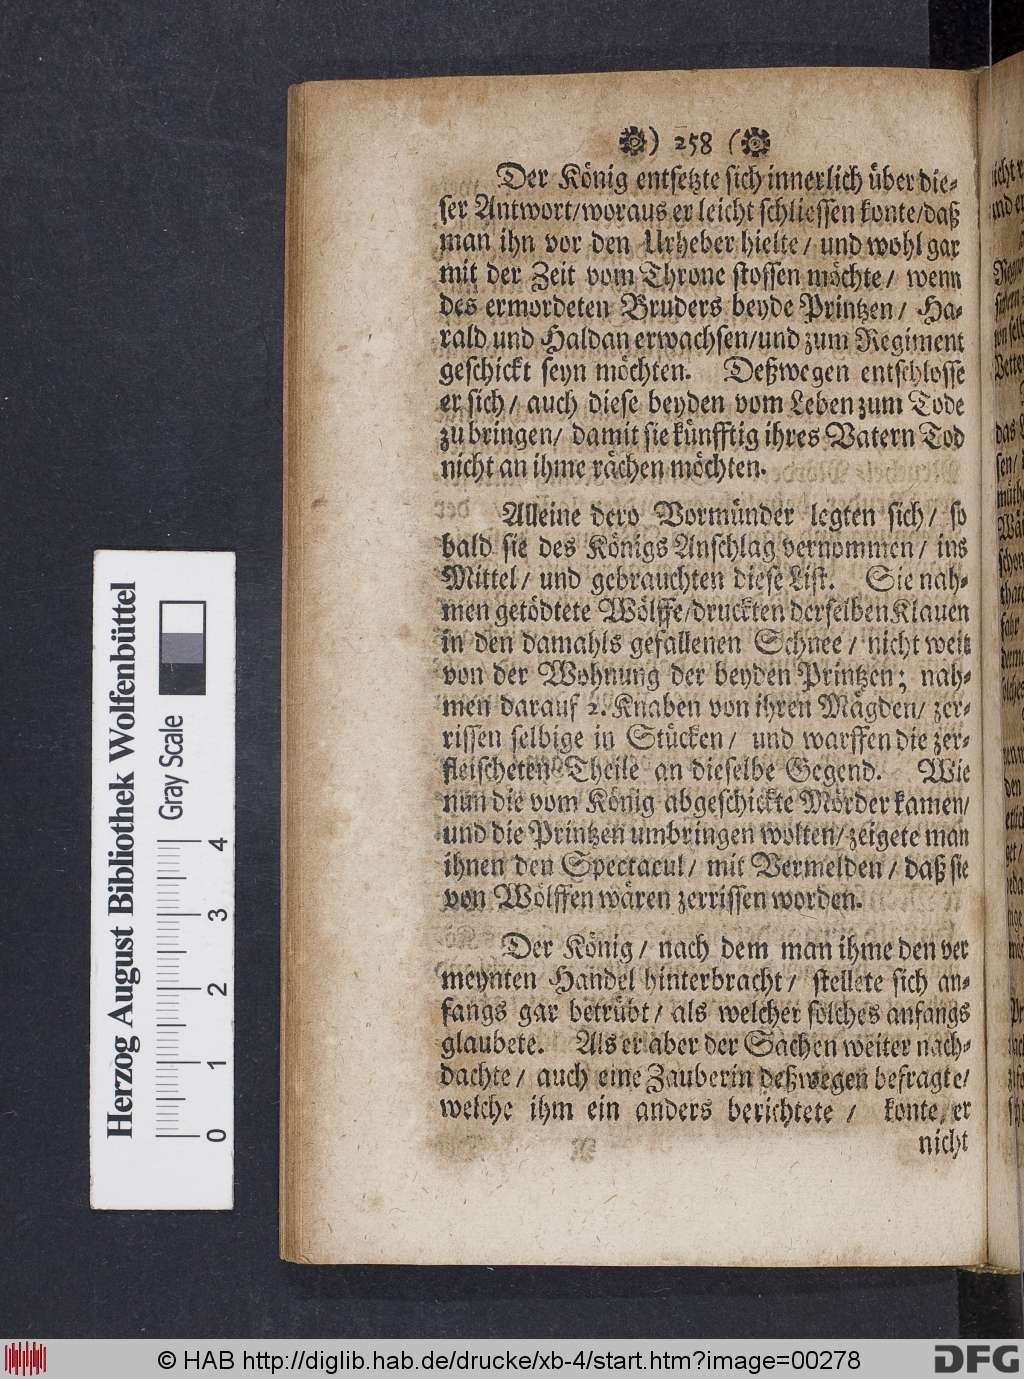 ) 258 (
Der König entsetzte sich innerlich über die-
ser Antwort/woraus er leicht schliessen konte/daß
man ihn vor den Urheber hielte/ und wohl gar
mit der Zeit vom Throne stossen möchte/ wenn
des ermordeten Bruders beyde Printzen/ Ha-
rald und Haldan erwachsen/und zum Regiment
geschickt seyn möchten. Deßwegen entschlosse
er sich/ auch diese beyden vom Leben zum Tode
zu bringen/ damit sie künfftig ihres Vatern Tod
nicht an ihme rächen möchten.
Alleine dero Vormünder legten sich/ so
bald sie des Königs Anschlag vernommen/ ins
Mittel/ und gebrauchten diese List. Sie nah-
men getödtete Wölffe/druckten derselben Klauen
in den damahls gefallenen Schnee/ nicht weit
von der Wohnung der beyden Printzen; nah-
men darauf 2. Knaben von ihren Mägden/ zer-
rissen selbige in Stücken/ und warffen die zer-
fleischeten Theile an dieselbe Gegend. Wie
nun die vom König abgeschickte Mörder kamen/
und die Printzen umbringen wolten/zeigete man
ihnen den Spectacul/ mit Vermelden/ daß sie
von Wölffen wären zerrissen worden.
Der König/ nach dem man ihme den ver
meynten Handel hinterbracht/ stellete sich an-
fangs gar betrübt/ als welcher solches anfangs
glaubete. Als er aber der Sachen weiter nach-
dachte/ auch eine Zauberin deßwegen befragte/
welche ihm ein anders berichtete/ konte er
nicht
Herzog August Bibliothek Wolfenbüttel
Gray Scale
0 1 2 3 4
© HAB http://diglib.hab.de/drucke/xb-4/start.htm?image=00278
DFG